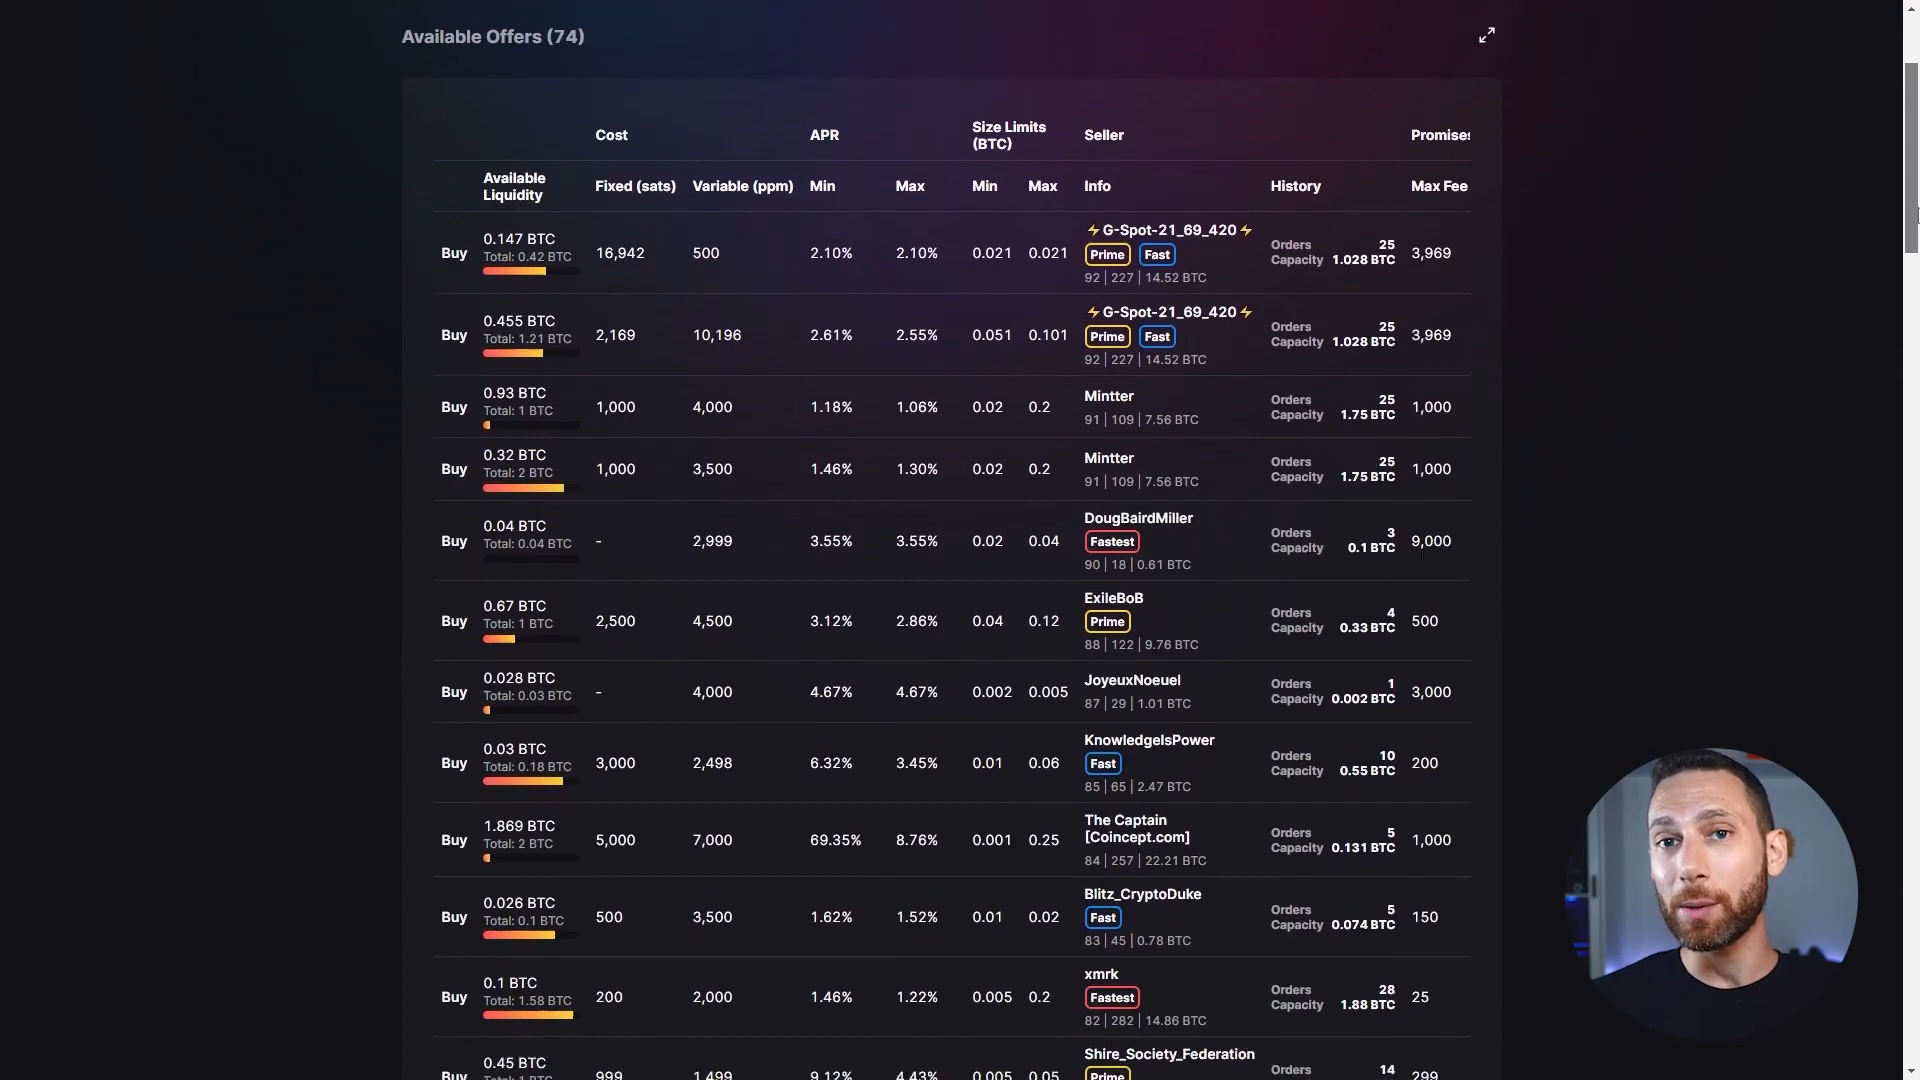 Available Offers (74)
Cost APR Size Limits (BTC) Seller Promises
Available Liquidity Fixed (sats) Variable (ppm) Min Max Min Max Info History Max Fee
Buy 0.147 BTC 16,942 500 2.10% 2.10% 0.021 0.021 ⚡G-Spot-21_69_420⚡ Orders 25 3,969
Total: 0.42 BTC Prime Fast Capacity 1.028 BTC
92 | 227 | 14.52 BTC
Buy 0.455 BTC 2,169 10,196 2.61% 2.55% 0.051 0.101 ⚡G-Spot-21_69_420⚡ Orders 25 3,969
Total: 1.21 BTC Prime Fast Capacity 1.028 BTC
92 | 227 | 14.52 BTC
Buy 0.93 BTC 1,000 4,000 1.18% 1.06% 0.02 0.2 Mintter Orders 25 1,000
Total: 1 BTC 91 | 109 | 7.56 BTC Capacity 1.75 BTC
Buy 0.32 BTC 1,000 3,500 1.46% 1.30% 0.02 0.2 Mintter Orders 25 1,000
Total: 2 BTC 91 | 109 | 7.56 BTC Capacity 1.75 BTC
Buy 0.04 BTC - 2,999 3.55% 3.55% 0.02 0.04 DougBairdMiller Orders 3 9,000
Total: 0.04 BTC Fastest Capacity 0.1 BTC
90 | 18 | 0.61 BTC
Buy 0.67 BTC 2,500 4,500 3.12% 2.86% 0.04 0.12 ExileBoB Orders 4 500
Total: 1 BTC Prime Capacity 0.33 BTC
88 | 122 | 9.76 BTC
Buy 0.028 BTC - 4,000 4.67% 4.67% 0.002 0.005 JoyeuxNoeuel Orders 1 3,000
Total: 0.03 BTC 87 | 29 | 1.01 BTC Capacity 0.002 BTC
Buy 0.03 BTC 3,000 2,498 6.32% 3.45% 0.01 0.06 KnowledgeIsPower Orders 10 200
Total: 0.18 BTC Fast Capacity 0.55 BTC
85 | 65 | 2.47 BTC
Buy 1.869 BTC 5,000 7,000 69.35% 8.76% 0.001 0.25 The Captain [Coincept.com] Orders 5 1,000
Total: 2 BTC 84 | 257 | 22.21 BTC Capacity 0.131 BTC
Buy 0.026 BTC 500 3,500 1.62% 1.52% 0.01 0.02 Blitz_CryptoDuke Orders 5 150
Total: 0.1 BTC Fast Capacity 0.074 BTC
83 | 45 | 0.78 BTC
Buy 0.1 BTC 200 2,000 1.46% 1.22% 0.005 0.2 xmrk Orders 28 25
Total: 1.58 BTC Fastest Capacity 1.88 BTC
82 | 282 | 14.86 BTC
Buy 0.45 BTC 999 1,499 9.12% 4.43% 0.005 0.05 Shire_Society_Federation Orders 14 299
Total: 1 BTC Prime